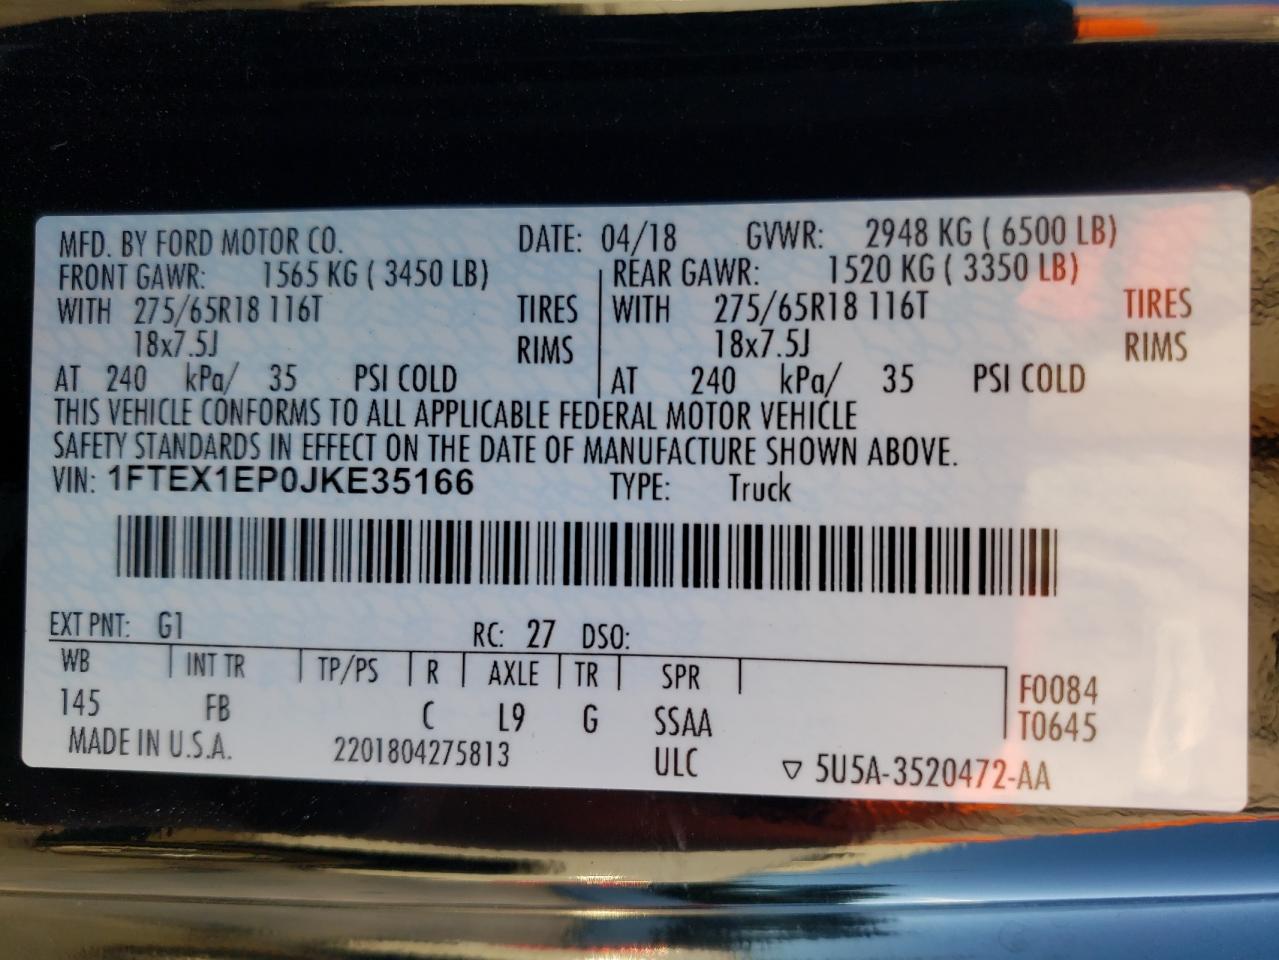 MFD. BY FORD MOTOR CO. DATE: 04/18 GVWR: 2948 KG ( 6500 LB)
FRONT GAWR: 1565 KG ( 3450 LB) REAR GAWR: 1520 KG ( 3350 LB)
WITH 275/65R18 116T TIRES WITH 275/65R18 116T TIRES
18x7.5J RIMS 18x7.5J RIMS
AT 240 kPa/ 35 PSI COLD AT 240 kPa/ 35 PSI COLD
THIS VEHICLE CONFORMS TO ALL APPLICABLE FEDERAL MOTOR VEHICLE
SAFETY STANDARDS IN EFFECT ON THE DATE OF MANUFACTURE SHOWN ABOVE.
VIN: 1FTEX1EP0JKE35166 TYPE: Truck
EXT PNT: G1 RC: 27 DSO:
WB INT TR TP/PS R AXLE TR SPR F0084
145 FB C L9 G SSAA T0645
MADE IN U.S.A. 2201804275813 ULC ▽ 5U5A-3520472-AA